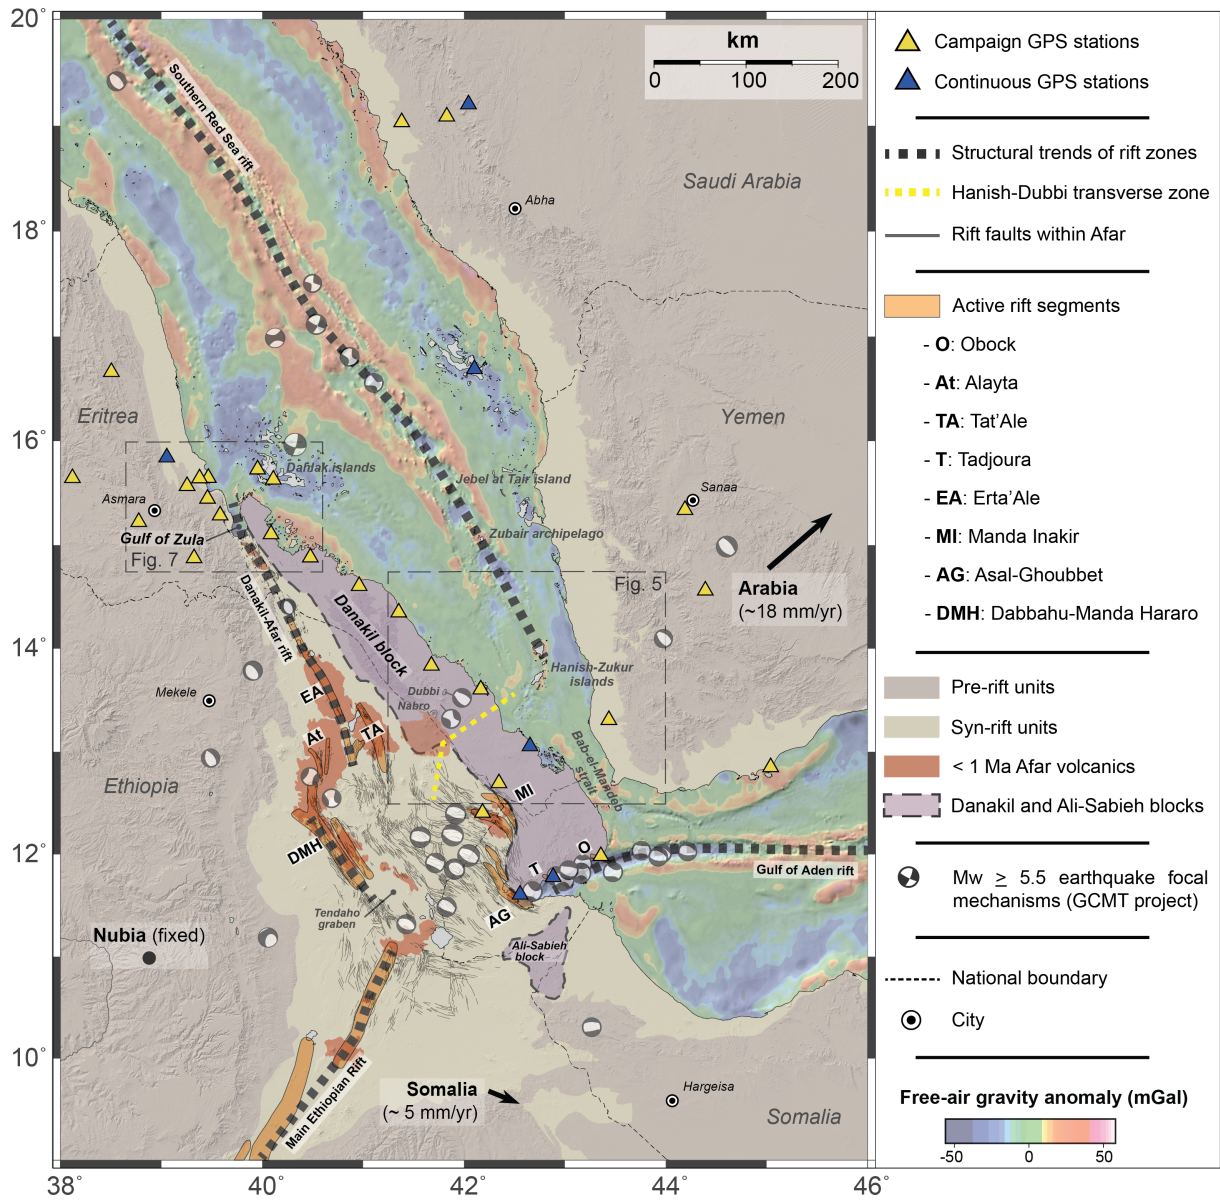 20°
18°
16°
14°
12°
10°
38°
40°
42°
44°
46°
km
0
100
200
Southern Red Sea rift
Saudi Arabia
Abha
Eritrea
Yemen
Dahlak islands
Jebel at Tair island
Sanaa
Asmara
Gulf of Zula
Fig. 7
Zubair archipelago
Fig. 5
Arabia
(~18 mm/yr)
Danakil-Afar rift
Danakil block
Hanish-Zukur
islands
Mekele
Dubbi
Nabro
EA
At
TA
Bab-el-Mandeb
strait
Ethiopia
MI
DMH
O
T
Gulf of Aden rift
AG
Tendaho
graben
Nubia (fixed)
Ali-Sabieh
block
Somalia
(~ 5 mm/yr)
Hargeisa
Somalia
Main Ethiopian Rift
Campaign GPS stations
Continuous GPS stations
Structural trends of rift zones
Hanish-Dubbi transverse zone
Rift faults within Afar
Active rift segments
- O: Obock
- At: Alayta
- TA: Tat'Ale
- T: Tadjoura
- EA: Erta'Ale
- MI: Manda Inakir
- AG: Asal-Ghoubbet
- DMH: Dabbahu-Manda Hararo
Pre-rift units
Syn-rift units
< 1 Ma Afar volcanics
Danakil and Ali-Sabieh blocks
Mw ≥ 5.5 earthquake focal
mechanisms (GCMT project)
National boundary
City
Free-air gravity anomaly (mGal)
-50
0
50